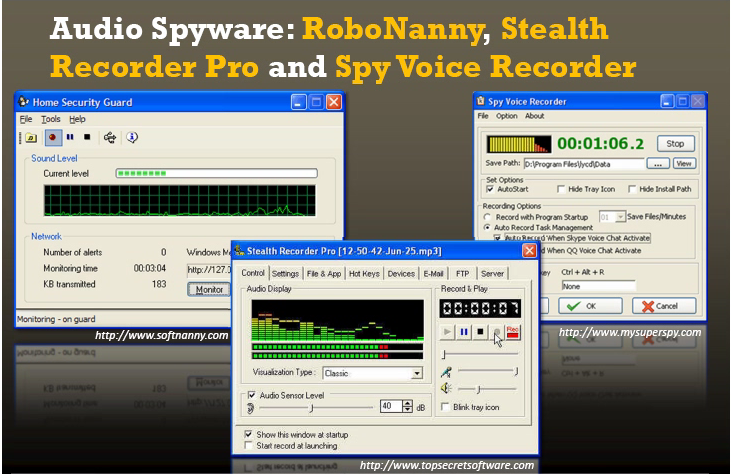 Audio Spyware: RoboNanny, Stealth
Recorder Pro and Spy Voice Recorder
Home Security Guard
File Tools Help
Sound Level
Current level
Network
Number of alerts 0 Windows M
Monitoring time 00:03:04 http://127.
KB transmitted 183 Monitor
Monitoring - on guard
http://www.softnanny.com
Spy Voice Recorder
File Option About
00:01:06.2 Stop
Save Path: D:\Program Files\lycd\Data ... View
Set Options
AutoStart Hide Tray Icon Hide Install Path
Recording Options
Record with Program Startup 01 Save Files/Minutes
Auto Record Task Management
Auto Record When Skype Voice Chat Activate
d When QQ Voice Chat Activate
key Ctrl + Alt + R
None
OK Cancel
http://www.mysuperspy.com
Stealth Recorder Pro [12-50-42-Jun-25.mp3]
Control Settings File & App Hot Keys Devices E-Mail FTP Server
Audio Display
Record & Play
00:00:07
Rec
Visualization Type : Classic
Audio Sensor Level
40 dB
Blink tray icon
Show this window at startup
Start record at launching
http://www.topsecretsoftware.com